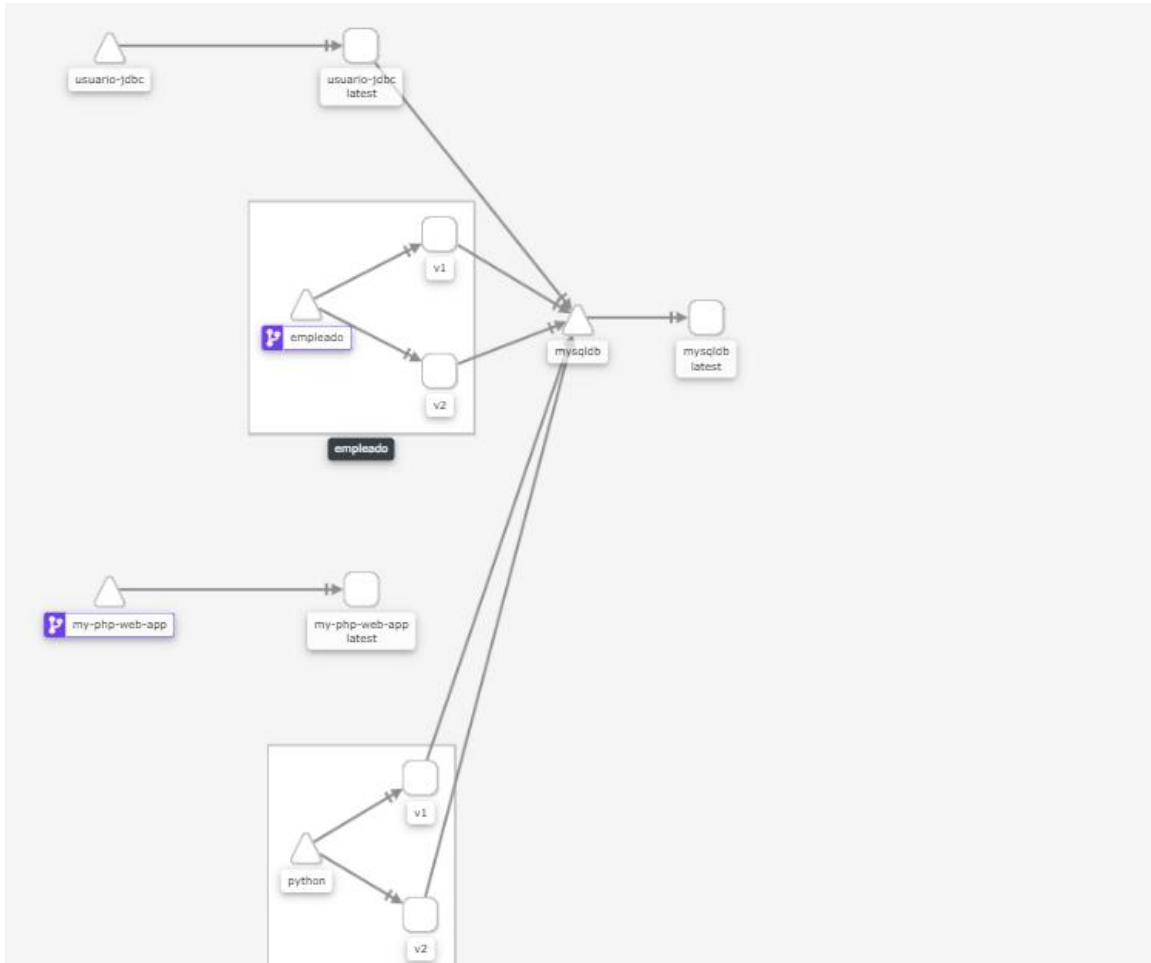 usuario-jdbc
usuario-jdbc
latest
v1
empleado
v2
empleado
mysqldb
mysqldb
latest
my-php-web-app
my-php-web-app
latest
v1
python
v2